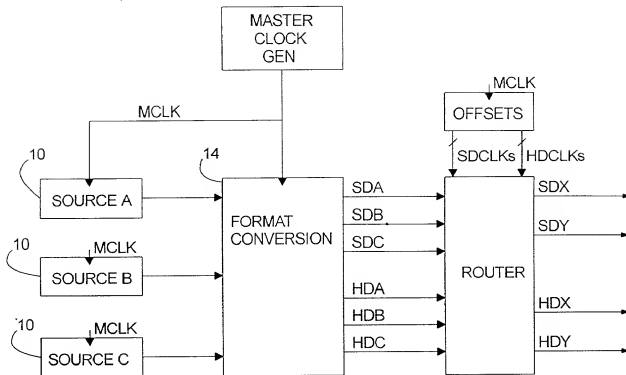 MASTER
CLOCK
GEN
MCLK
MCLK
OFFSETS
SDCLKs
HDCLKs
10
14
SOURCE A
SDA
SDX
SDB
FORMAT
CONVERSION
SDY
10
MCLK
SDC
SOURCE B
ROUTER
HDA
HDX
10
HDB
MCLK
HDC
HDY
SOURCE C